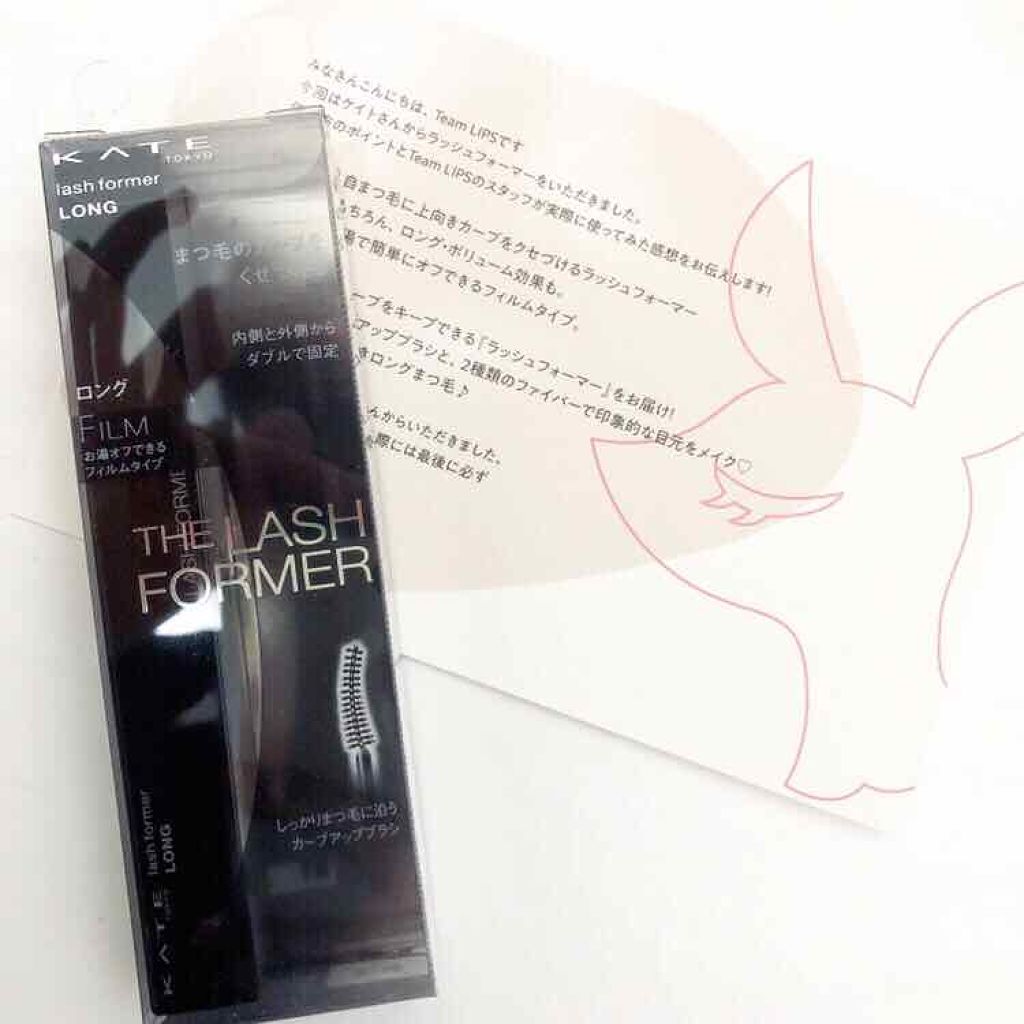 KATE
TOKYO
lash former
LONG
まつ毛の
くせ
内側と外側から
ダブルで固定
ロング
FILM
お湯オフできる
フィルムタイプ
THE LASH
FORMER
しっかりまつ毛に沿う
カーブアップブラシ
KATE
TOKYO
lash former
LONG
みなさんこんにちは、Team LIPSです
今回はケイトさんからラッシュフォーマーをいただきました。
のポイントとTeam LIPSのスタッフが実際に使ってみた感想をお伝えします!
自まつ毛に上向きカーブをクセづけるラッシュフォーマー
ちろん、ロング・ボリューム効果も。
湯で簡単にオフできるフィルムタイプ。
ーブをキープできる『ラッシュフォーマー』をお届け!
アップブラシと、2種類のファイバーで印象的な目元をメイク♡
ロングまつ毛♪
んからいただきました。
際には最後に必ず